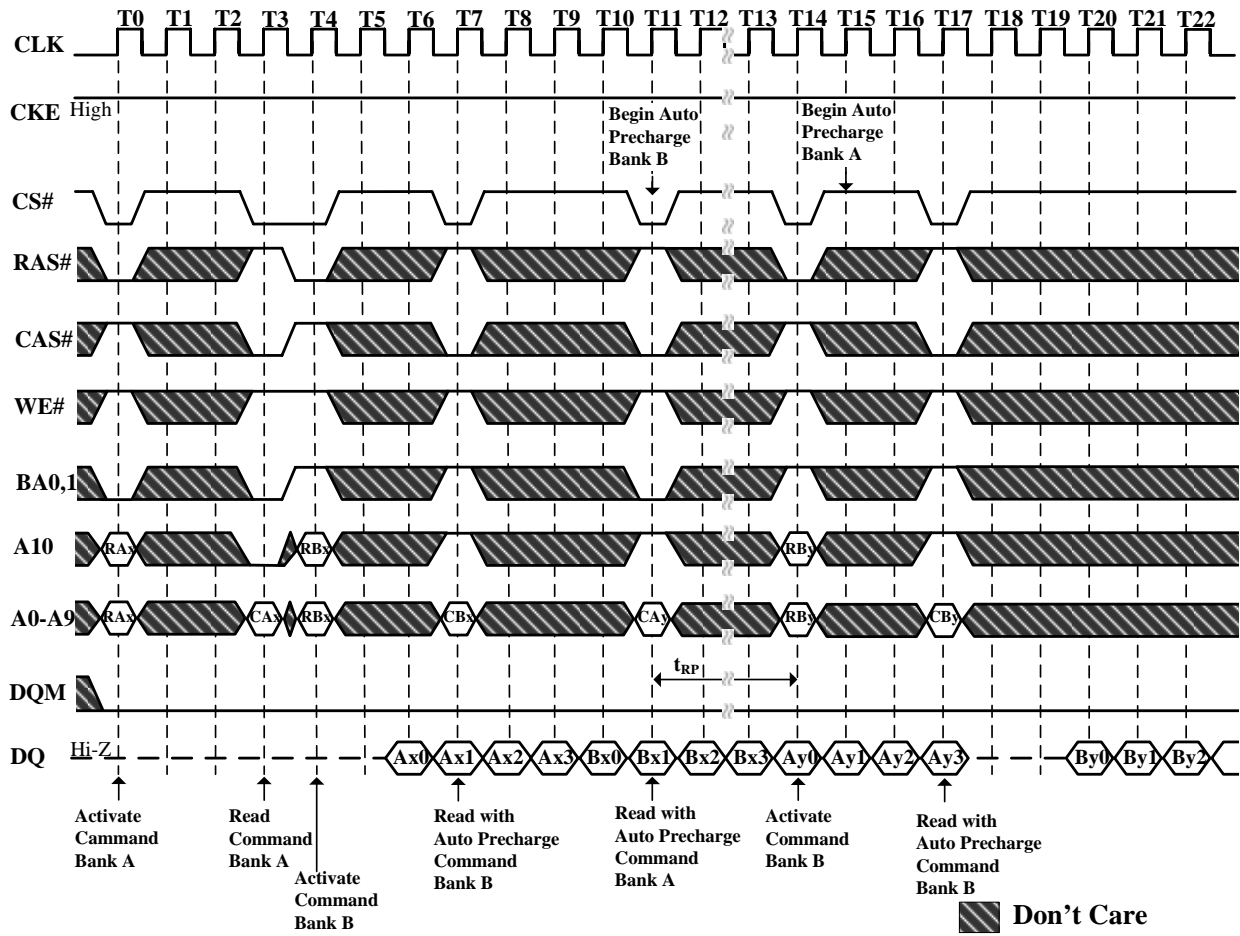 T0 T1 T2 T3 T4 T5 T6 T7 T8 T9 T10 T11 T12 T13 T14 T15 T16 T17 T18 T19 T20 T21 T22
CLK
CKE High
Begin Auto
Precharge
Bank B
Begin Auto
Precharge
Bank A
CS#
RAS#
CAS#
WE#
BA0,1
A10 RAx RBx RBy
A0-A9 RAx CAx RBx CBx CAy RBy CBy
tRP
DQM
DQ Hi-Z Ax0 Ax1 Ax2 Ax3 Bx0 Bx1 Bx2 Bx3 Ay0 Ay1 Ay2 Ay3 By0 By1 By2
Activate
Cammand
Bank A
Read
Command
Bank A
Activate
Command
Bank B
Read with
Auto Precharge
Command
Bank B
Read with
Auto Precharge
Command
Bank A
Activate
Command
Bank B
Read with
Auto Precharge
Command
Bank B
Don't Care